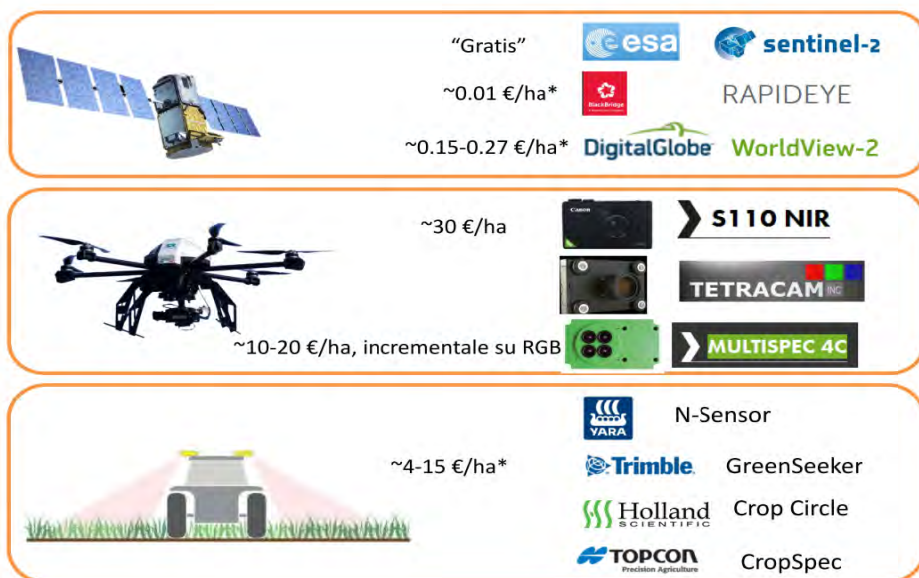 “Gratis” esa sentinel-2
~0.01 €/ha* BlackBridge RAPIDEYE
~0.15-0.27 €/ha* DigitalGlobe WorldView-2
~30 €/ha Canon S110 NIR
TETRACAM INC
~10-20 €/ha, incrementale su RGB MULTISPEC 4C
YARA N-Sensor
~4-15 €/ha* Trimble GreenSeeker
Holland SCIENTIFIC Crop Circle
TOPCON Precision Agriculture CropSpec